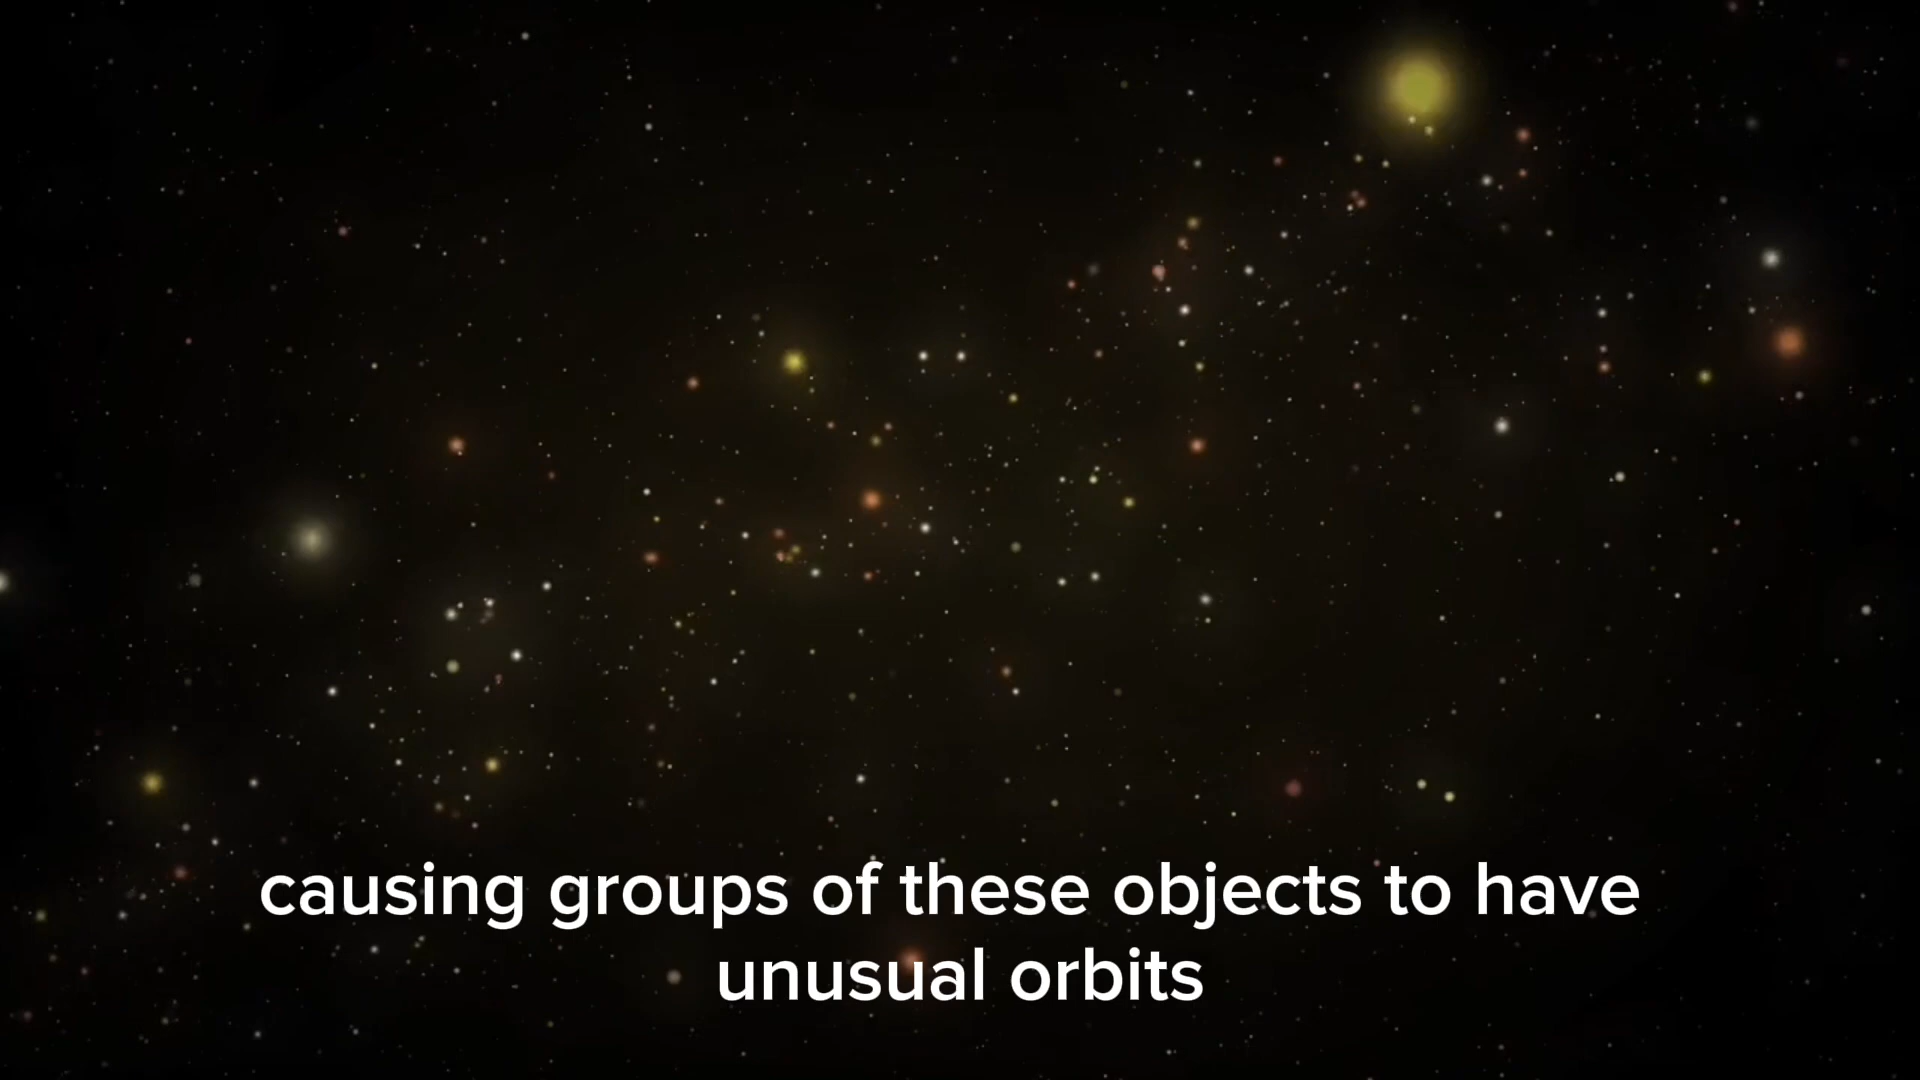 causing groups of these objects to have
unusual orbits